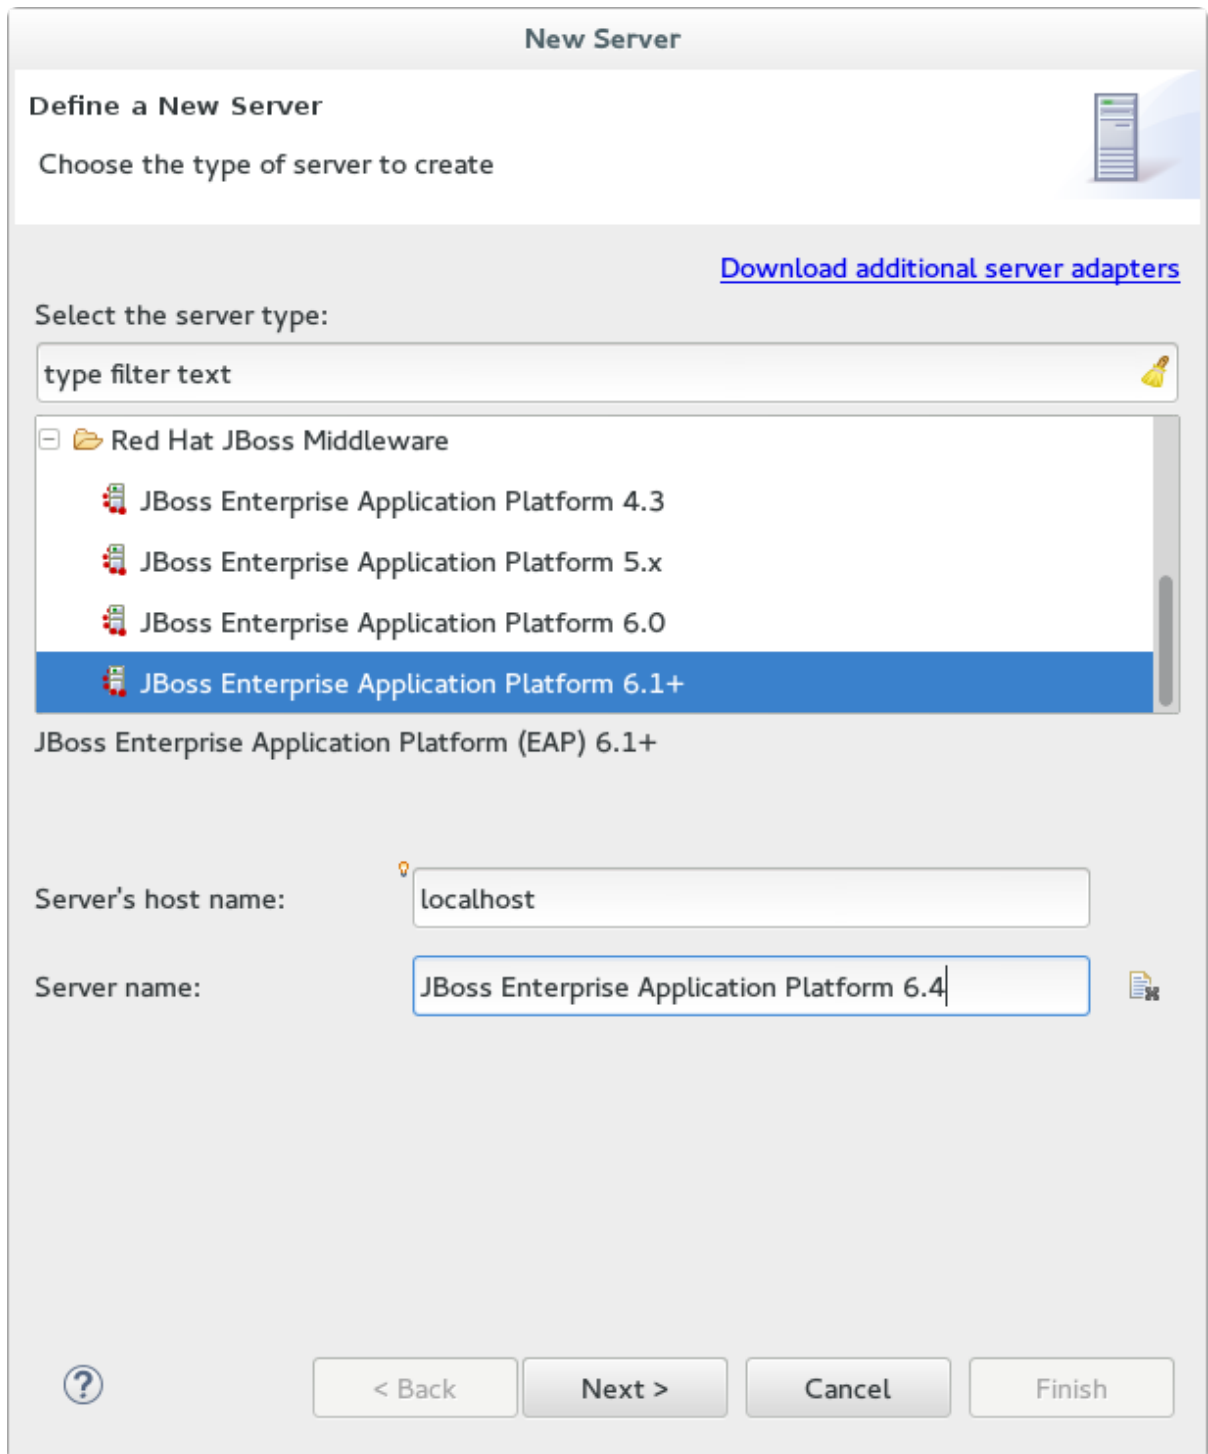 New Server
Define a New Server
Choose the type of server to create
Download additional server adapters
Select the server type:
type filter text
Red Hat JBoss Middleware
JBoss Enterprise Application Platform 4.3
JBoss Enterprise Application Platform 5.x
JBoss Enterprise Application Platform 6.0
JBoss Enterprise Application Platform 6.1+
JBoss Enterprise Application Platform (EAP) 6.1+
Server's host name: localhost
Server name: JBoss Enterprise Application Platform 6.4
? < Back Next > Cancel Finish